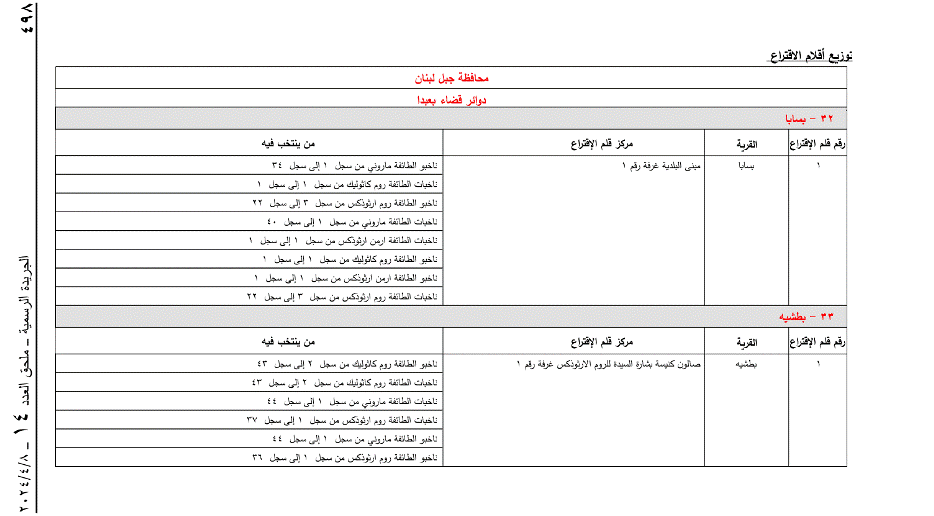 ٤٩٨
الجريدة الرسمية – ملحق العدد ١٤ – ٢٠٢٤/٤/٨
توزيع أقلام الاقتراع
محافظة جبل لبنان
دوائر قضاء بعبدا
٣٢ - بسابا
رقم قلم الإقتراع القرية مركز قلم الإقتراع من ينتخب فيه
١ بسابا مبنى البلدية غرفة رقم ١ ناخبو الطائفة ماروني من سجل ١ إلى سجل ٣٤
ناخبات الطائفة روم كاثوليك من سجل ١ إلى سجل ١
ناخبو الطائفة روم ارثوذكس من سجل ٣ إلى سجل ٢٢
ناخبات الطائفة ماروني من سجل ١ إلى سجل ٤٠
ناخبات الطائفة ارمن ارثوذكس من سجل ١ إلى سجل ١
ناخبو الطائفة روم كاثوليك من سجل ١ إلى سجل ١
ناخبو الطائفة ارمن ارثوذكس من سجل ١ إلى سجل ١
ناخبات الطائفة روم ارثوذكس من سجل ٣ إلى سجل ٢٢
٣٣ - بطشيه
رقم قلم الإقتراع القرية مركز قلم الإقتراع من ينتخب فيه
١ بطشيه صالون كنيسة بشارة السيدة للروم الارثوذكس غرفة رقم ١ ناخبو الطائفة روم كاثوليك من سجل ٢ إلى سجل ٤٣
ناخبات الطائفة روم كاثوليك من سجل ٢ إلى سجل ٤٣
ناخبات الطائفة ماروني من سجل ١ إلى سجل ٤٤
ناخبات الطائفة روم ارثوذكس من سجل ١ إلى سجل ٣٧
ناخبو الطائفة ماروني من سجل ١ إلى سجل ٤٤
ناخبو الطائفة روم ارثوذكس من سجل ١ إلى سجل ٣٦